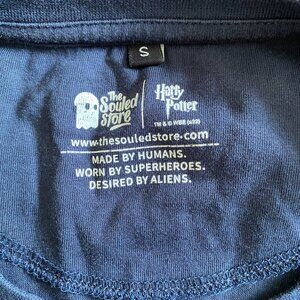 S
The
Souled
Store
Harry
Potter
TM & © WBEI (s22)
www.thesouledstore.com
MADE BY HUMANS.
WORN BY SUPERHEROES.
DESIRED BY ALIENS.